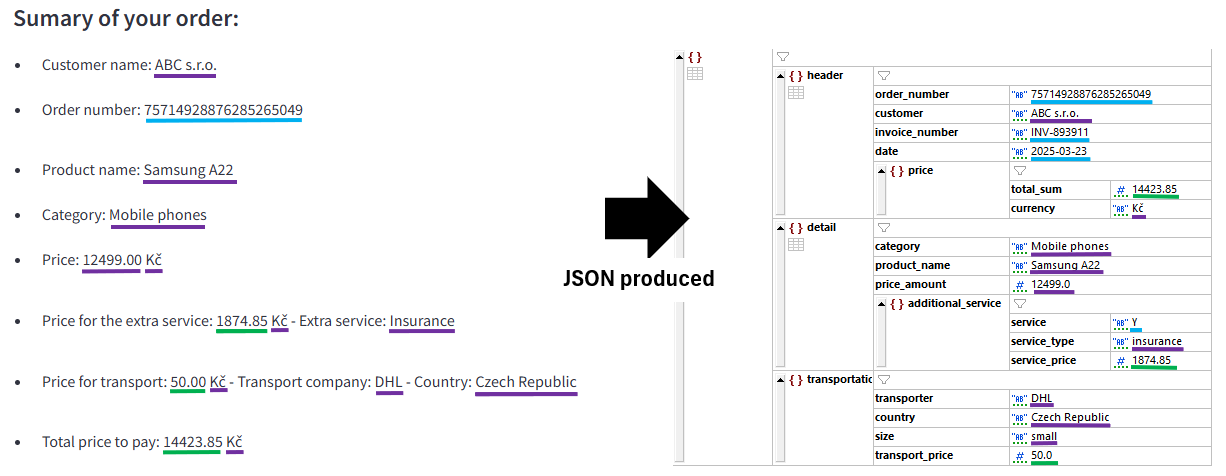 Sumary of your order:
Customer name: ABC s.r.o.
Order number: 75714928876285265049
Product name: Samsung A22
Category: Mobile phones
Price: 12499.00 Kč
Price for the extra service: 1874.85 Kč - Extra service: Insurance
Price for transport: 50.00 Kč - Transport company: DHL - Country: Czech Republic
Total price to pay: 14423.85 Kč
JSON produced
{ }
{ } header
order_number "AB" 75714928876285265049
customer "AB" ABC s.r.o.
invoice_number "AB" INV-893911
date "AB" 2025-03-23
{ } price
total_sum # 14423.85
currency "AB" Kč
{ } detail
category "AB" Mobile phones
product_name "AB" Samsung A22
price_amount # 12499.0
{ } additional_service
service "AB" Y
service_type "AB" insurance
service_price # 1874.85
{ } transportatic
transporter "AB" DHL
country "AB" Czech Republic
size "AB" small
transport_price # 50.0